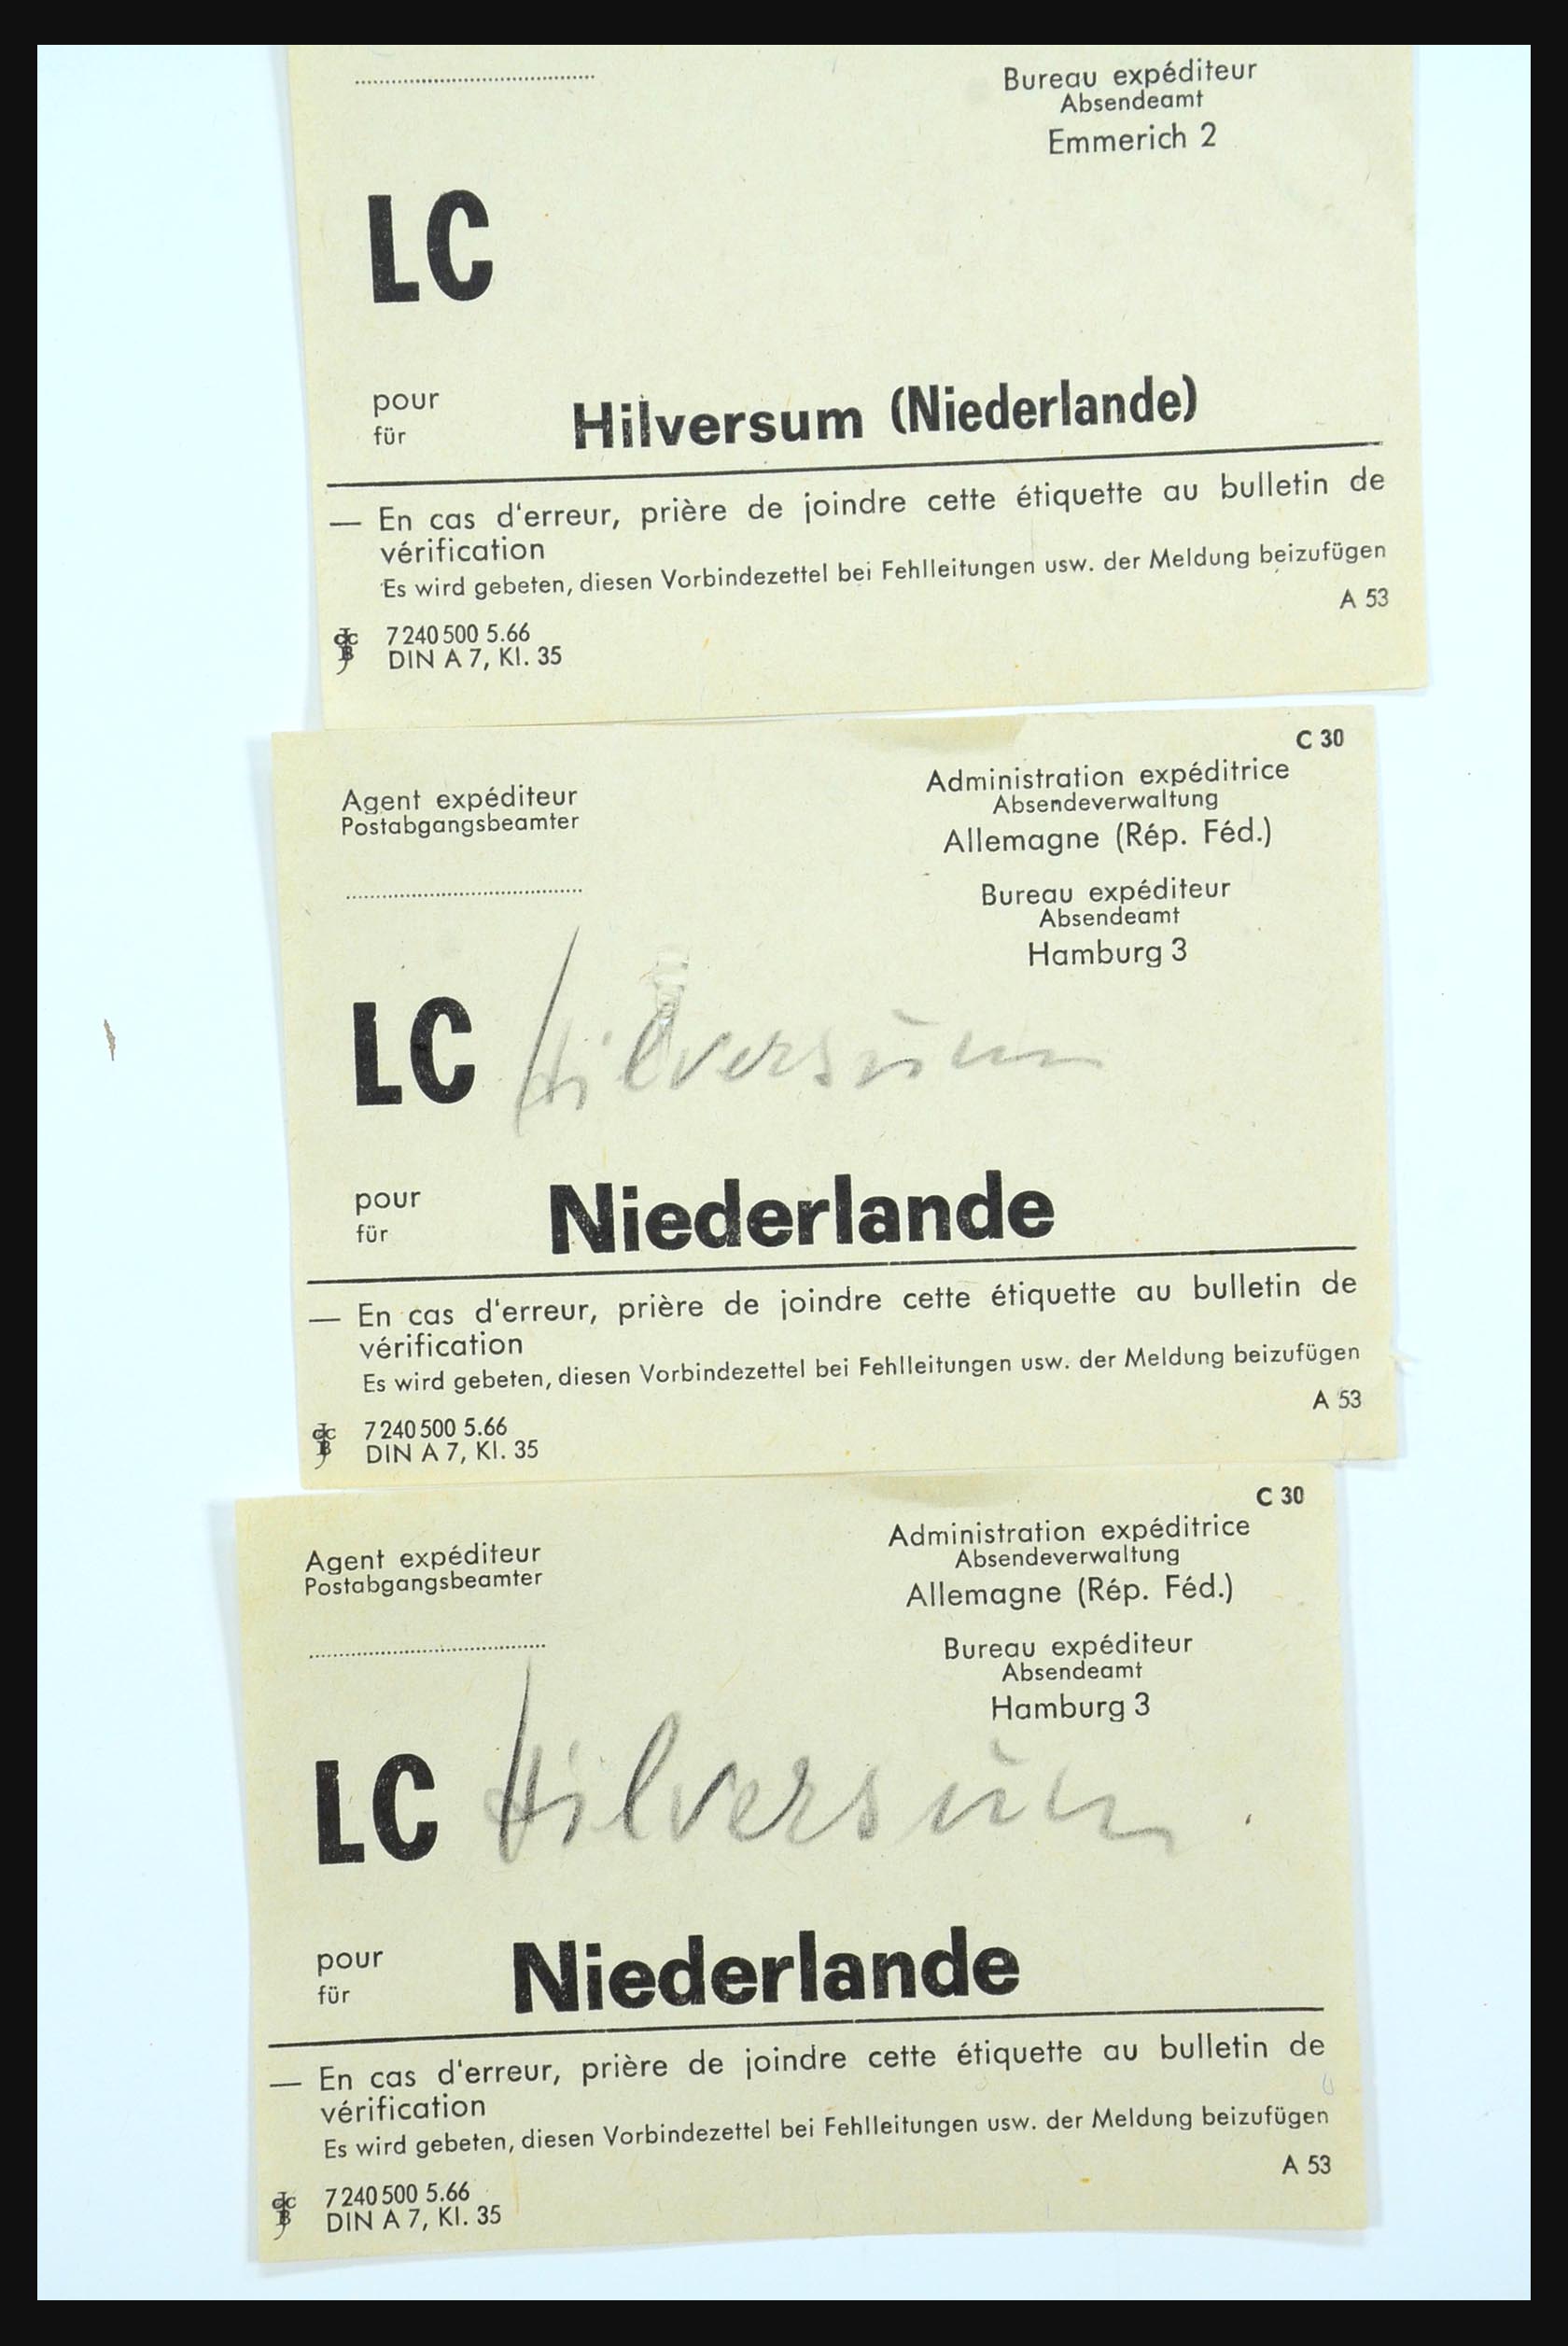 Bureau expéditeur
Absendeamt
Emmerich 2
LC
pour
für
Hilversum (Niederlande)
— En cas d'erreur, prière de joindre cette étiquette au bulletin de
vérification
Es wird gebeten, diesen Vorbindezettel bei Fehlleitungen usw. der Meldung beizufügen
A 53
7 240 500 5.66
DIN A 7, Kl. 35
C 30
Agent expéditeur
Postabgangsbeamter
Administration expéditrice
Absendeverwaltung
Allemagne (Rép. Féd.)
Bureau expéditeur
Absendeamt
Hamburg 3
LC Hilversum
pour
für
Niederlande
— En cas d'erreur, prière de joindre cette étiquette au bulletin de
vérification
Es wird gebeten, diesen Vorbindezettel bei Fehlleitungen usw. der Meldung beizufügen
A 53
7 240 500 5.66
DIN A 7, Kl. 35
C 30
Agent expéditeur
Postabgangsbeamter
Administration expéditrice
Absendeverwaltung
Allemagne (Rép. Féd.)
Bureau expéditeur
Absendeamt
Hamburg 3
LC Hilversum
pour
für
Niederlande
— En cas d'erreur, prière de joindre cette étiquette au bulletin de
vérification
Es wird gebeten, diesen Vorbindezettel bei Fehlleitungen usw. der Meldung beizufügen
A 53
7 240 500 5.66
DIN A 7, Kl. 35